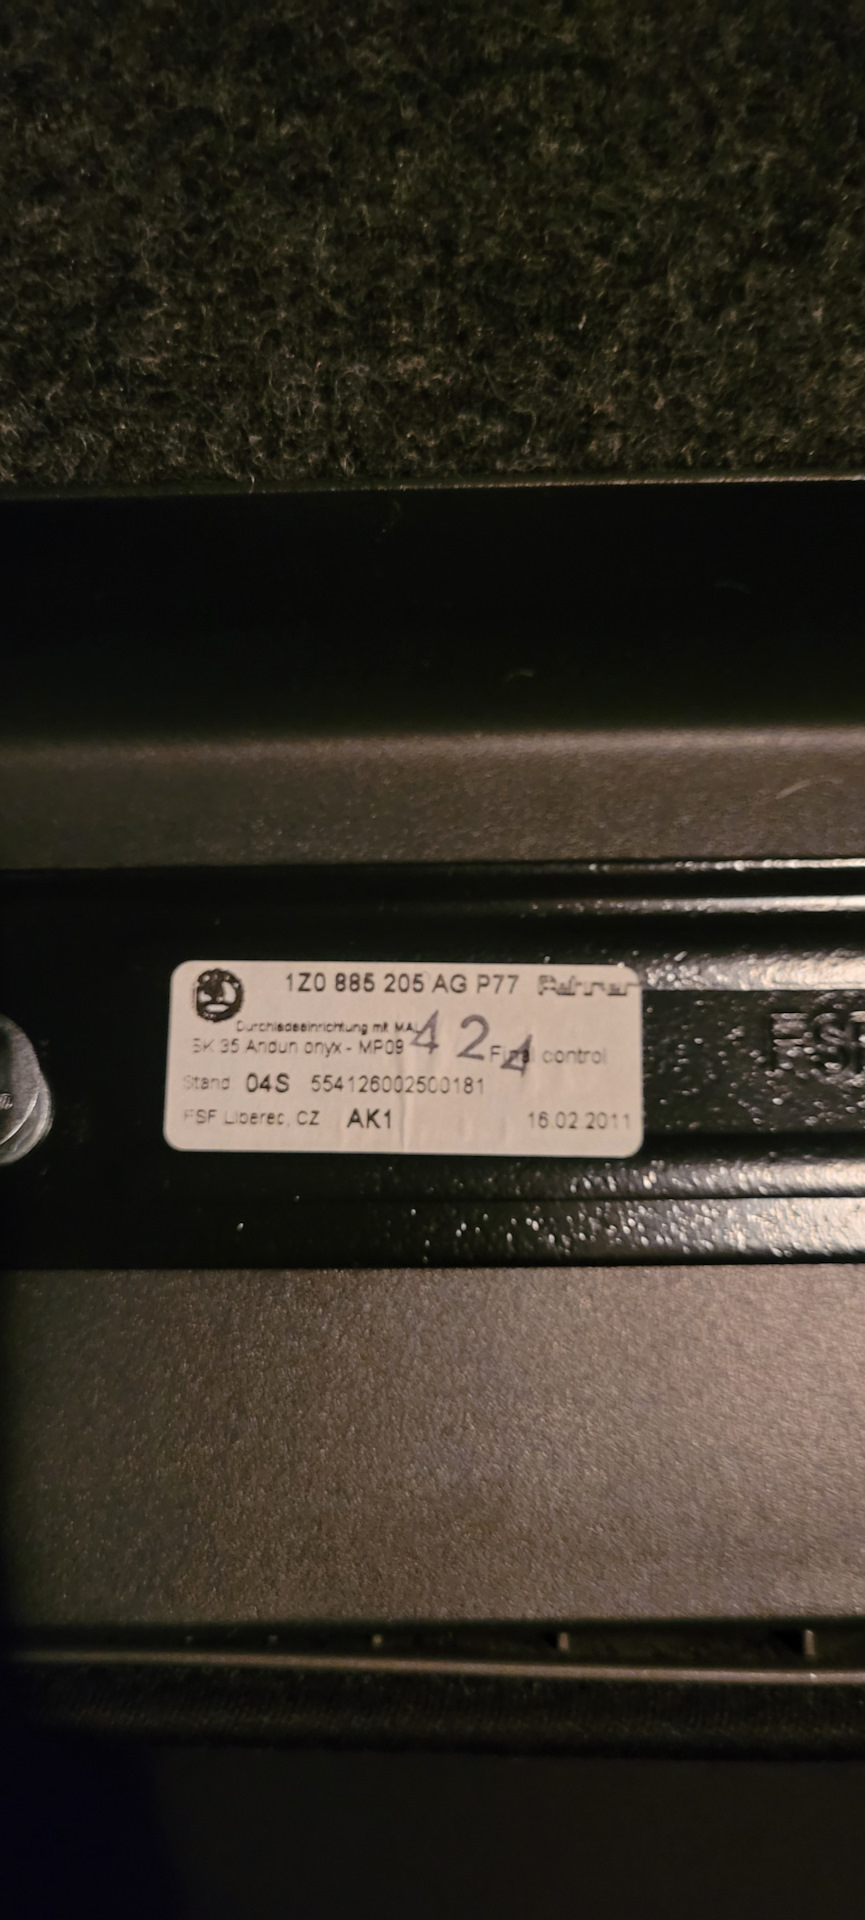 1Z0 885 205 AG P77
Durchladeeinrichtung mit MAL
SK 35 Andun onyx - MP09
424
Final control
Stand 04S 554126002500181
FSF Liberec, CZ AK1 16.02.2011